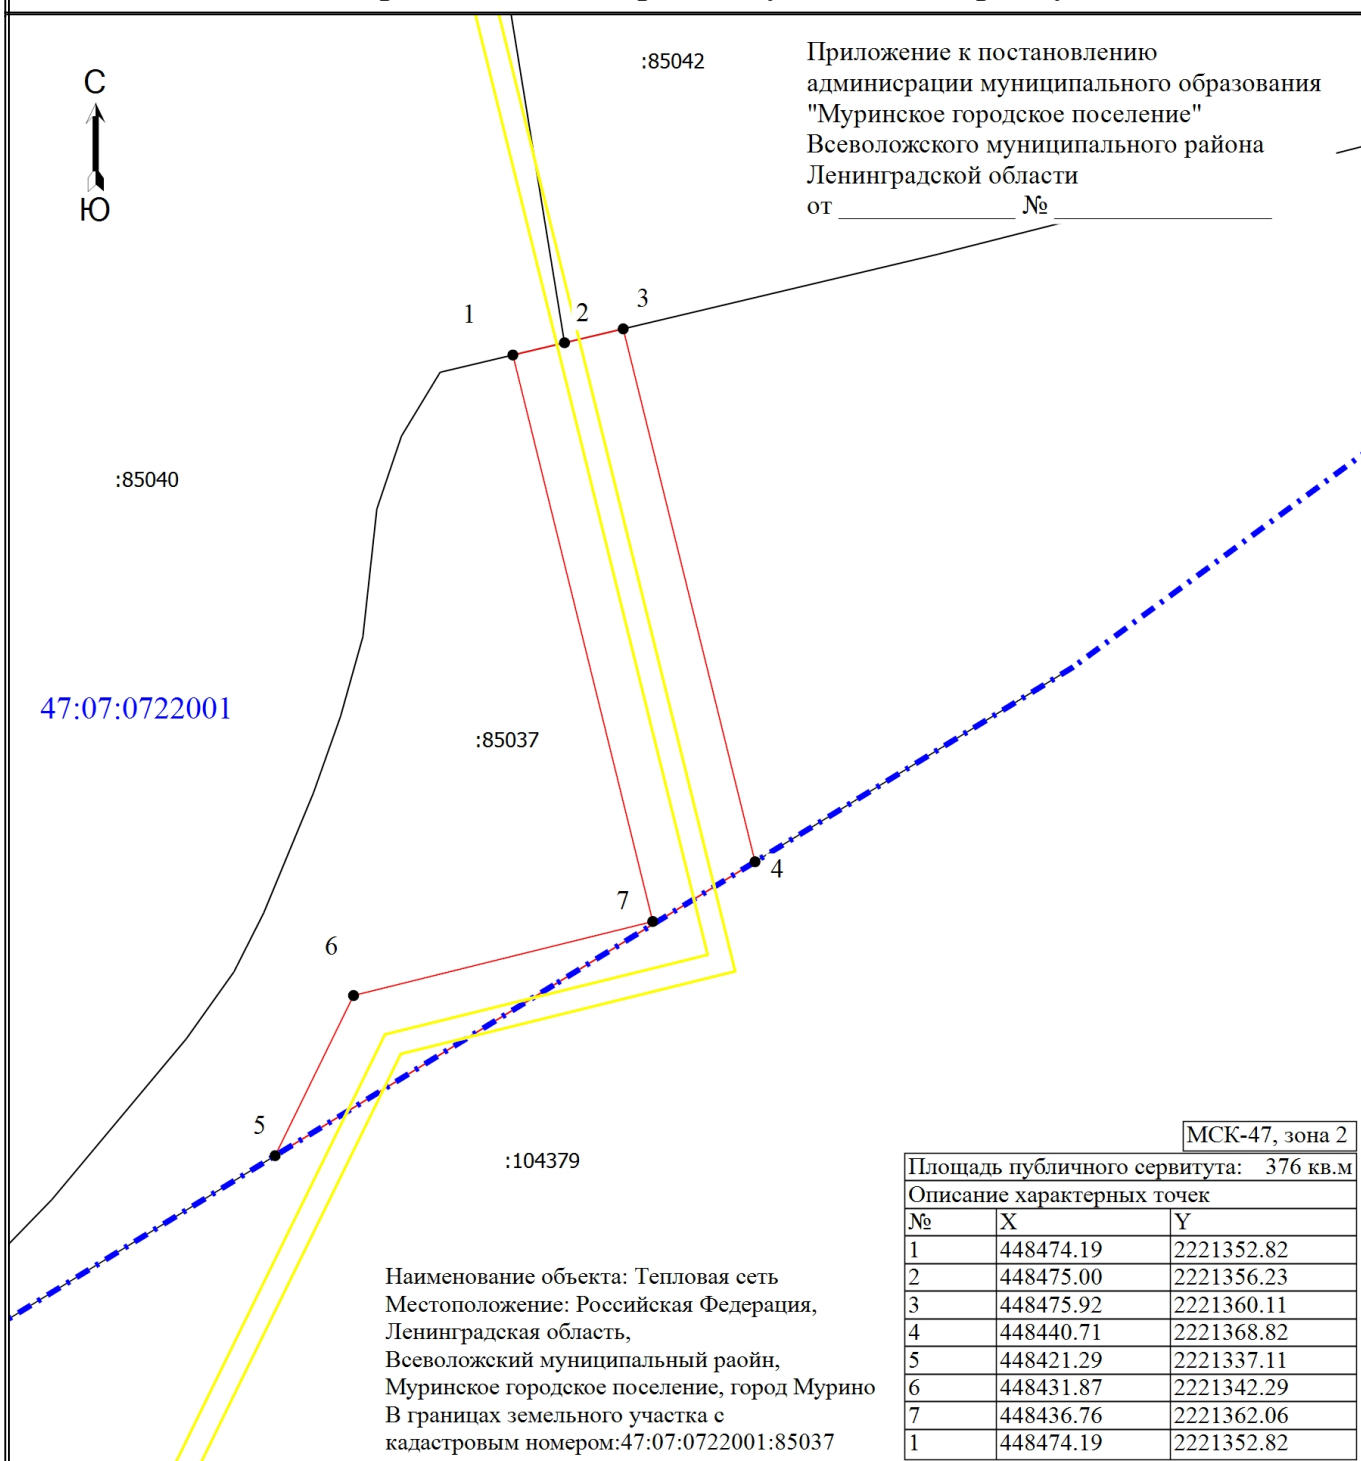 С
Ю
:85042
Приложение к постановлению
админисрации муниципального образования
"Муринское городское поселение"
Всеволожского муниципального района
Ленинградской области
от ______________ № _________________
1
2
3
:85040
47:07:0722001
:85037
4
7
6
5
:104379
МСК-47, зона 2
Площадь публичного сервитута: 376 кв.м
Описание характерных точек
№ X Y
1 448474.19 2221352.82
2 448475.00 2221356.23
3 448475.92 2221360.11
4 448440.71 2221368.82
5 448421.29 2221337.11
6 448431.87 2221342.29
7 448436.76 2221362.06
1 448474.19 2221352.82
Наименование объекта: Тепловая сеть
Местоположение: Российская Федерация,
Ленинградская область,
Всеволожский муниципальный раойн,
Муринское городское поселение, город Мурино
В границах земельного участка с
кадастровым номером:47:07:0722001:85037